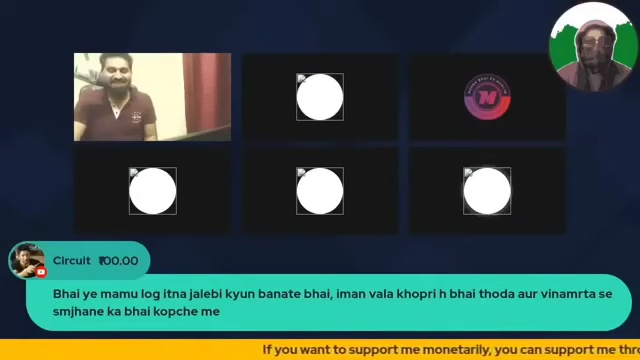 Circuit ₹100.00
Bhai ye mamu log itna jalebi kyun banate bhai, iman vala khopri h bhai thoda aur vinamrta se
smjhane ka bhai kopche me
If you want to support me monetarily, you can support me thro